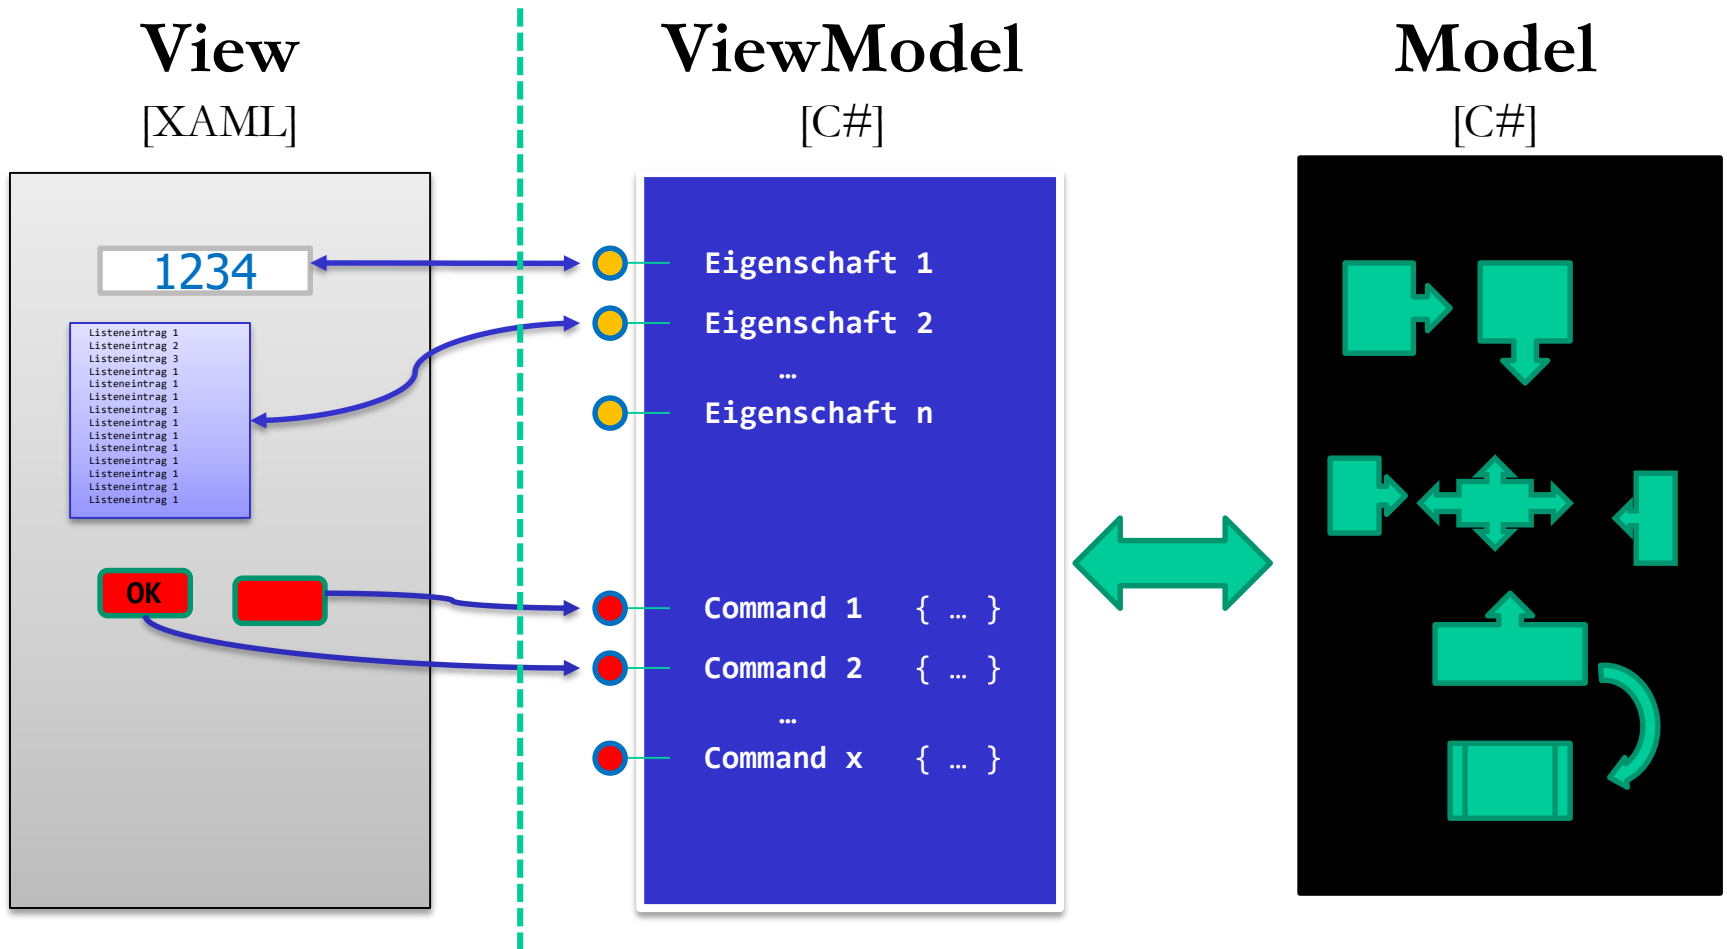 View
[XAML]
1234
Listeneintrag 1
Listeneintrag 2
Listeneintrag 3
Listeneintrag 1
Listeneintrag 1
Listeneintrag 1
Listeneintrag 1
Listeneintrag 1
Listeneintrag 1
Listeneintrag 1
Listeneintrag 1
Listeneintrag 1
Listeneintrag 1
Listeneintrag 1
OK
ViewModel
[C#]
Eigenschaft 1
Eigenschaft 2
…
Eigenschaft n
Command 1 { … }
Command 2 { … }
…
Command x { … }
Model
[C#]